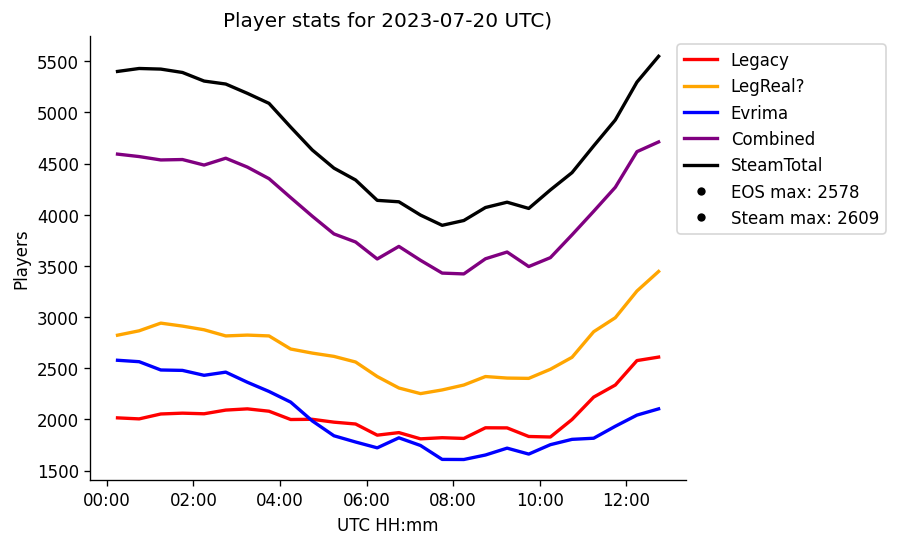 Player stats for 2023-07-20 UTC)
5500
5000
4500
4000
3500
3000
2500
2000
1500
Players
00:00 02:00 04:00 06:00 08:00 10:00 12:00
UTC HH:mm
Legacy
LegReal?
Evrima
Combined
SteamTotal
EOS max: 2578
Steam max: 2609